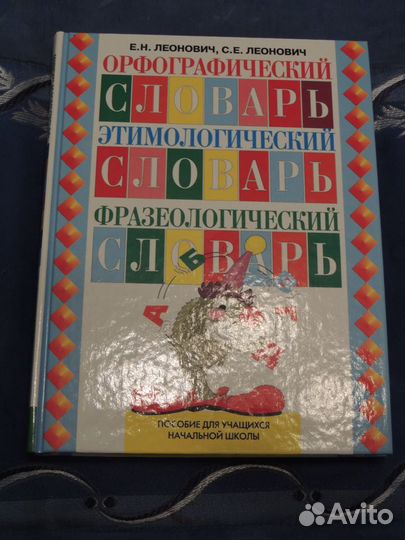 Е.Н. ЛЕОНОВИЧ, С.Е. ЛЕОНОВИЧ
ОРФОГРАФИЧЕСКИЙ
СЛОВАРЬ
ЭТИМОЛОГИЧЕСКИЙ
СЛОВАРЬ
ФРАЗЕОЛОГИЧЕСКИЙ
СЛОВАРЬ
А Б
ПОСОБИЕ ДЛЯ УЧАЩИХСЯ
НАЧАЛЬНОЙ ШКОЛЫ
Avito